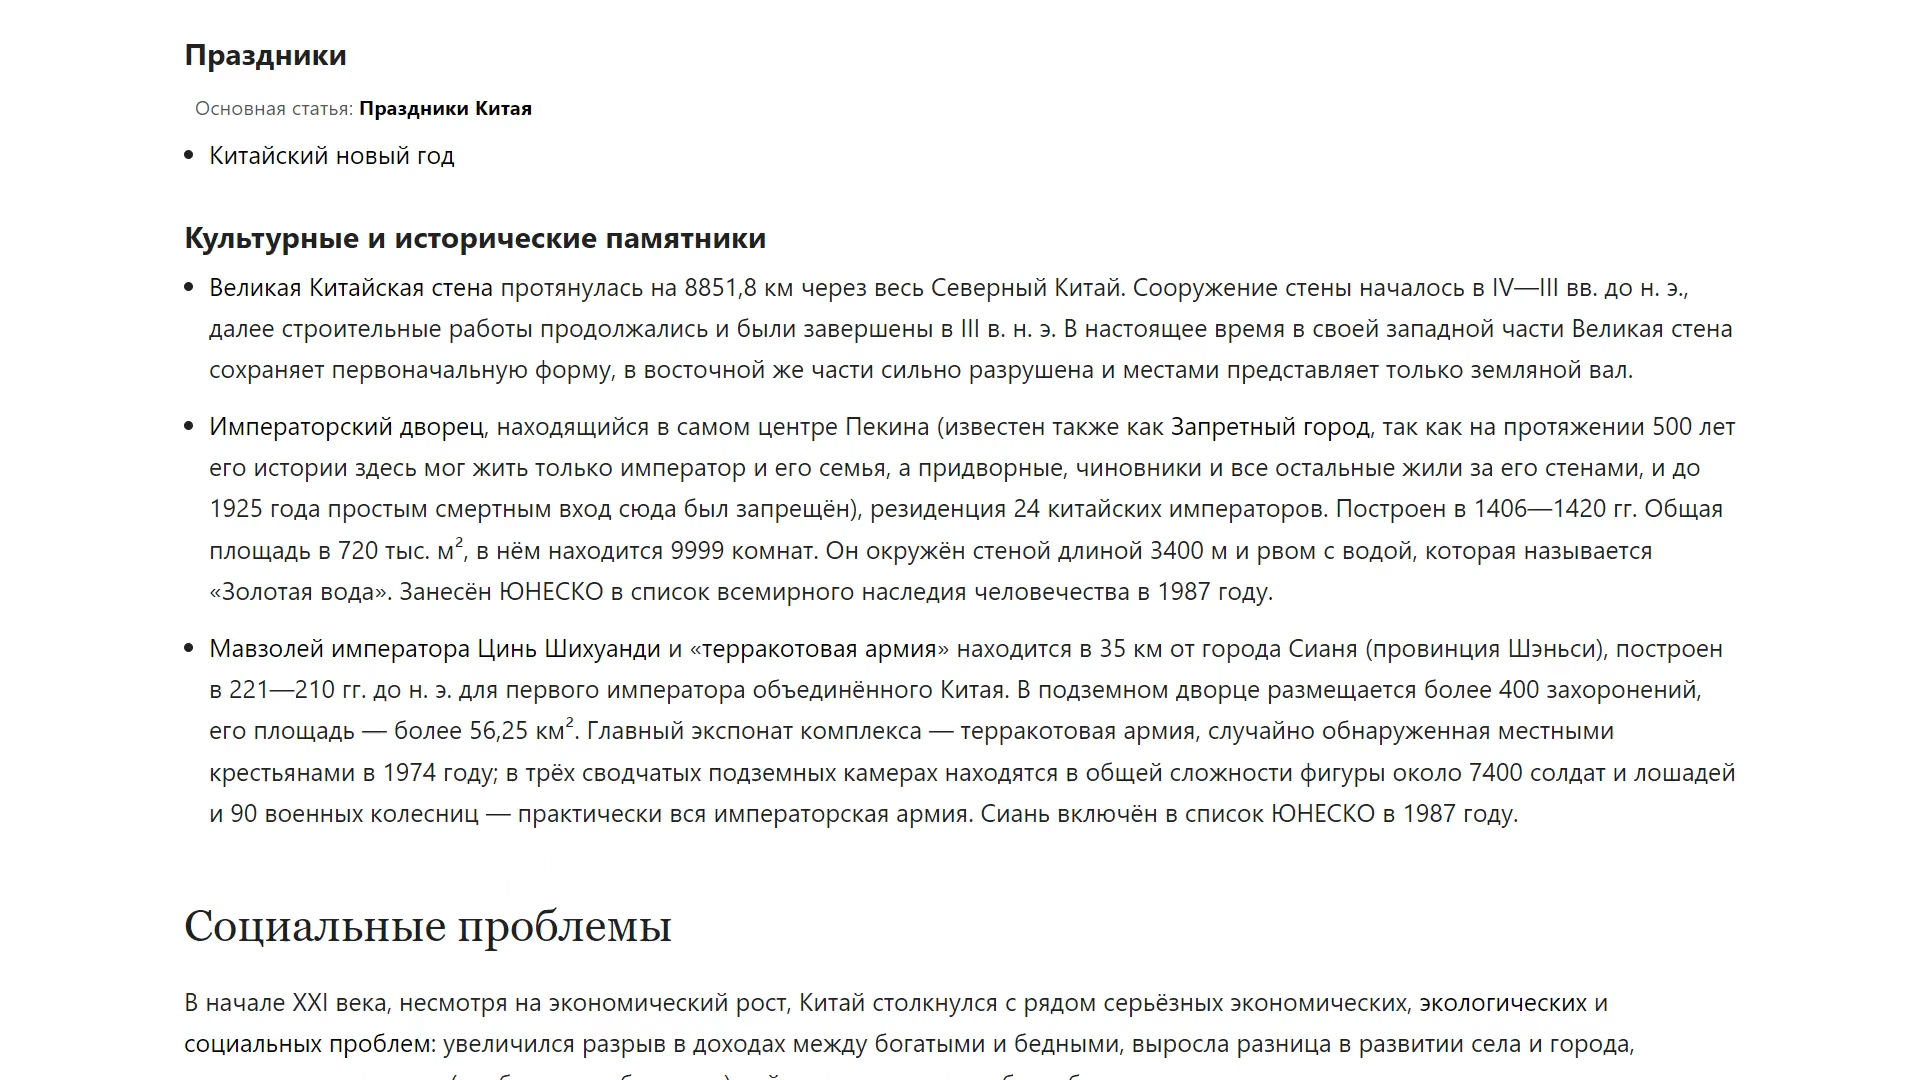 Праздники
Основная статья: Праздники Китая
• Китайский новый год
Культурные и исторические памятники
• Великая Китайская стена протянулась на 8851,8 км через весь Северный Китай. Сооружение стены началось в IV—III вв. до н. э.,
далее строительные работы продолжались и были завершены в III в. н. э. В настоящее время в своей западной части Великая стена
сохраняет первоначальную форму, в восточной же части сильно разрушена и местами представляет только земляной вал.
• Императорский дворец, находящийся в самом центре Пекина (известен также как Запретный город, так как на протяжении 500 лет
его истории здесь мог жить только император и его семья, а придворные, чиновники и все остальные жили за его стенами, и до
1925 года простым смертным вход сюда был запрещён), резиденция 24 китайских императоров. Построен в 1406—1420 гг. Общая
площадь в 720 тыс. м², в нём находится 9999 комнат. Он окружён стеной длиной 3400 м и рвом с водой, которая называется
«Золотая вода». Занесён ЮНЕСКО в список всемирного наследия человечества в 1987 году.
• Мавзолей императора Цинь Шихуанди и «терракотовая армия» находится в 35 км от города Сианя (провинция Шэньси), построен
в 221—210 гг. до н. э. для первого императора объединённого Китая. В подземном дворце размещается более 400 захоронений,
его площадь — более 56,25 км². Главный экспонат комплекса — терракотовая армия, случайно обнаруженная местными
крестьянами в 1974 году; в трёх сводчатых подземных камерах находятся в общей сложности фигуры около 7400 солдат и лошадей
и 90 военных колесниц — практически вся императорская армия. Сиань включён в список ЮНЕСКО в 1987 году.
Социальные проблемы
В начале XXI века, несмотря на экономический рост, Китай столкнулся с рядом серьёзных экономических, экологических и
социальных проблем: увеличился разрыв в доходах между богатыми и бедными, выросла разница в развитии села и города,